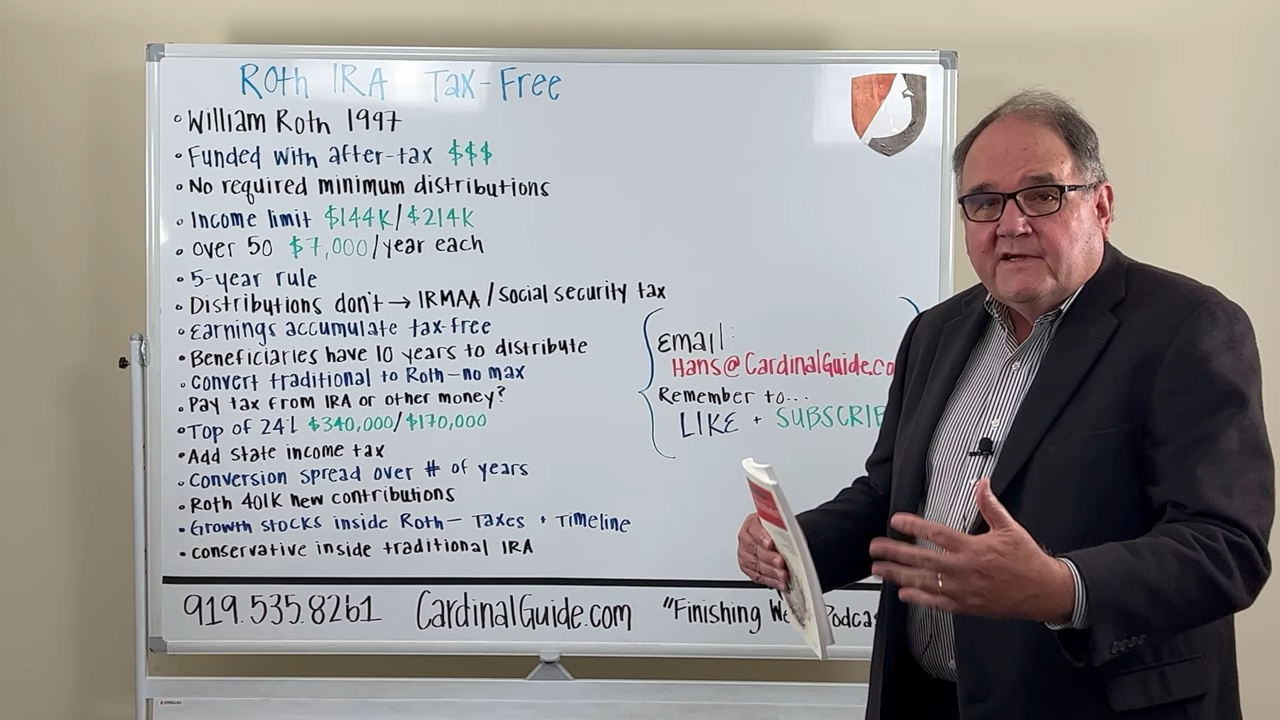 Roth IRA Tax-Free
• William Roth 1997
• Funded with after-tax $$$
• No required minimum distributions
• Income limit $144K/$214K
• over 50 $7,000/year each
• 5-year rule
• Distributions don't → IRMAA/Social security tax
• Earnings accumulate tax-free
• Beneficiaries have 10 years to distribute
• convert traditional to Roth-no max
• Pay tax from IRA or other money?
• Top of 24% $340,000/$170,000
• Add state income tax
• Conversion spread over # of years
• Roth 401K new contributions
• Growth stocks inside Roth- Taxes + Timeline
• conservative inside traditional IRA
Email:
Hans@CardinalGuide.co
Remember to...
LIKE + SUBSCRIB
919.535.8261 CardinalGuide.com "Finishing We Podcas